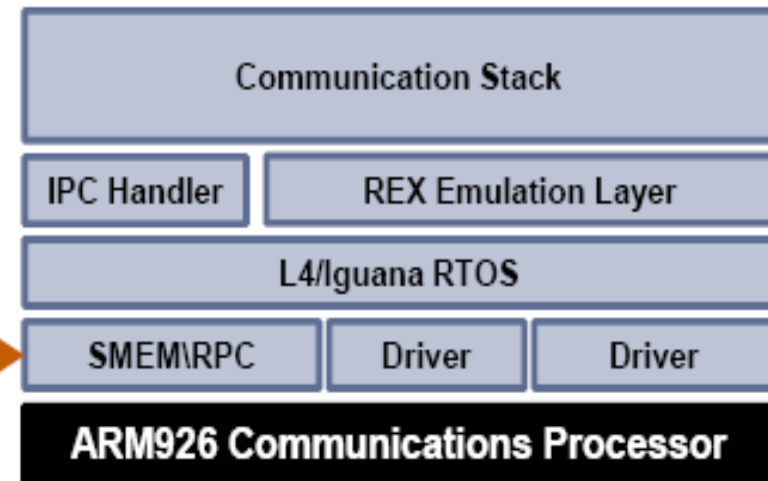 Communication Stack
IPC Handler
REX Emulation Layer
L4/Iguana RTOS
SMEM\RPC
Driver
Driver
ARM926 Communications Processor